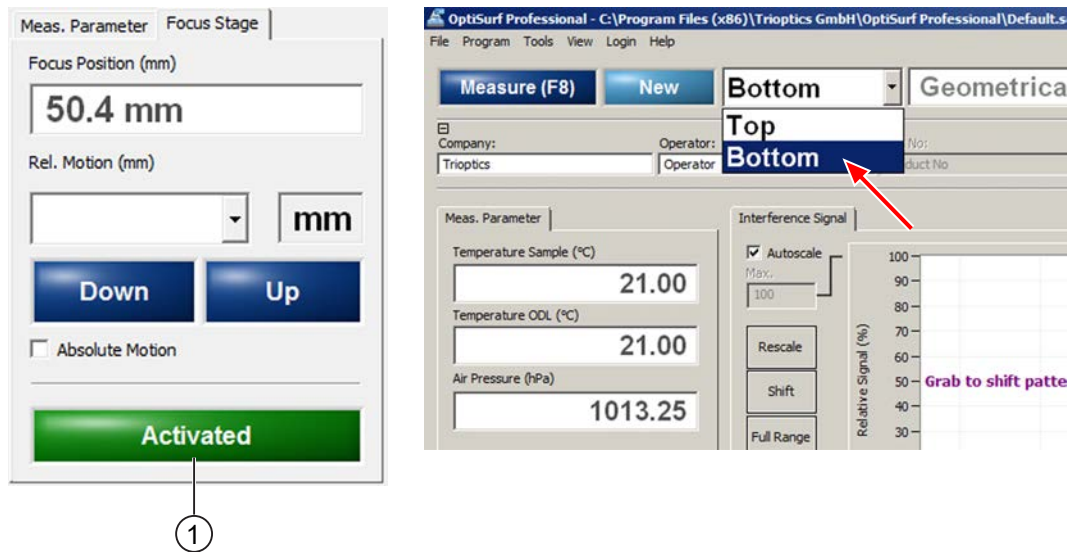 Meas. Parameter
Focus Stage
Focus Position (mm)
50.4 mm
Rel. Motion (mm)
mm
Down
Up
Absolute Motion
Activated
1
OptiSurf Professional - C:\Program Files (x86)\Trioptics GmbH\OptiSurf Professional\Default.s
File Program Tools View Login Help
Measure (F8)
New
Bottom
Geometrica
Top
Bottom
Company:
Operator:
No:
Trioptics
Operator
duct No
Meas. Parameter
Interference Signal
Temperature Sample (°C)
21.00
Temperature ODL (°C)
21.00
Air Pressure (hPa)
1013.25
Autoscale
Max.
100
Rescale
Shift
Full Range
Relative Signal (%)
100
90
80
70
60
50
40
30
Grab to shift patte